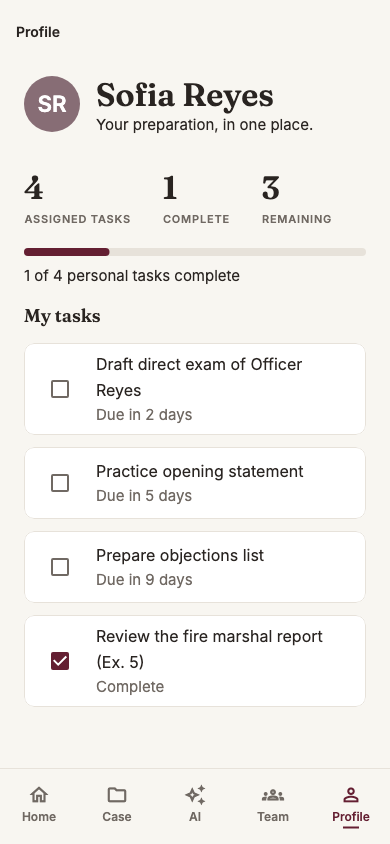 Profile
SR
Sofia Reyes
Your preparation, in one place.
4
ASSIGNED TASKS
1
COMPLETE
3
REMAINING
1 of 4 personal tasks complete
My tasks
Draft direct exam of Officer
Reyes
Due in 2 days
Practice opening statement
Due in 5 days
Prepare objections list
Due in 9 days
Review the fire marshal report
(Ex. 5)
Complete
Home
Case
AI
Team
Profile